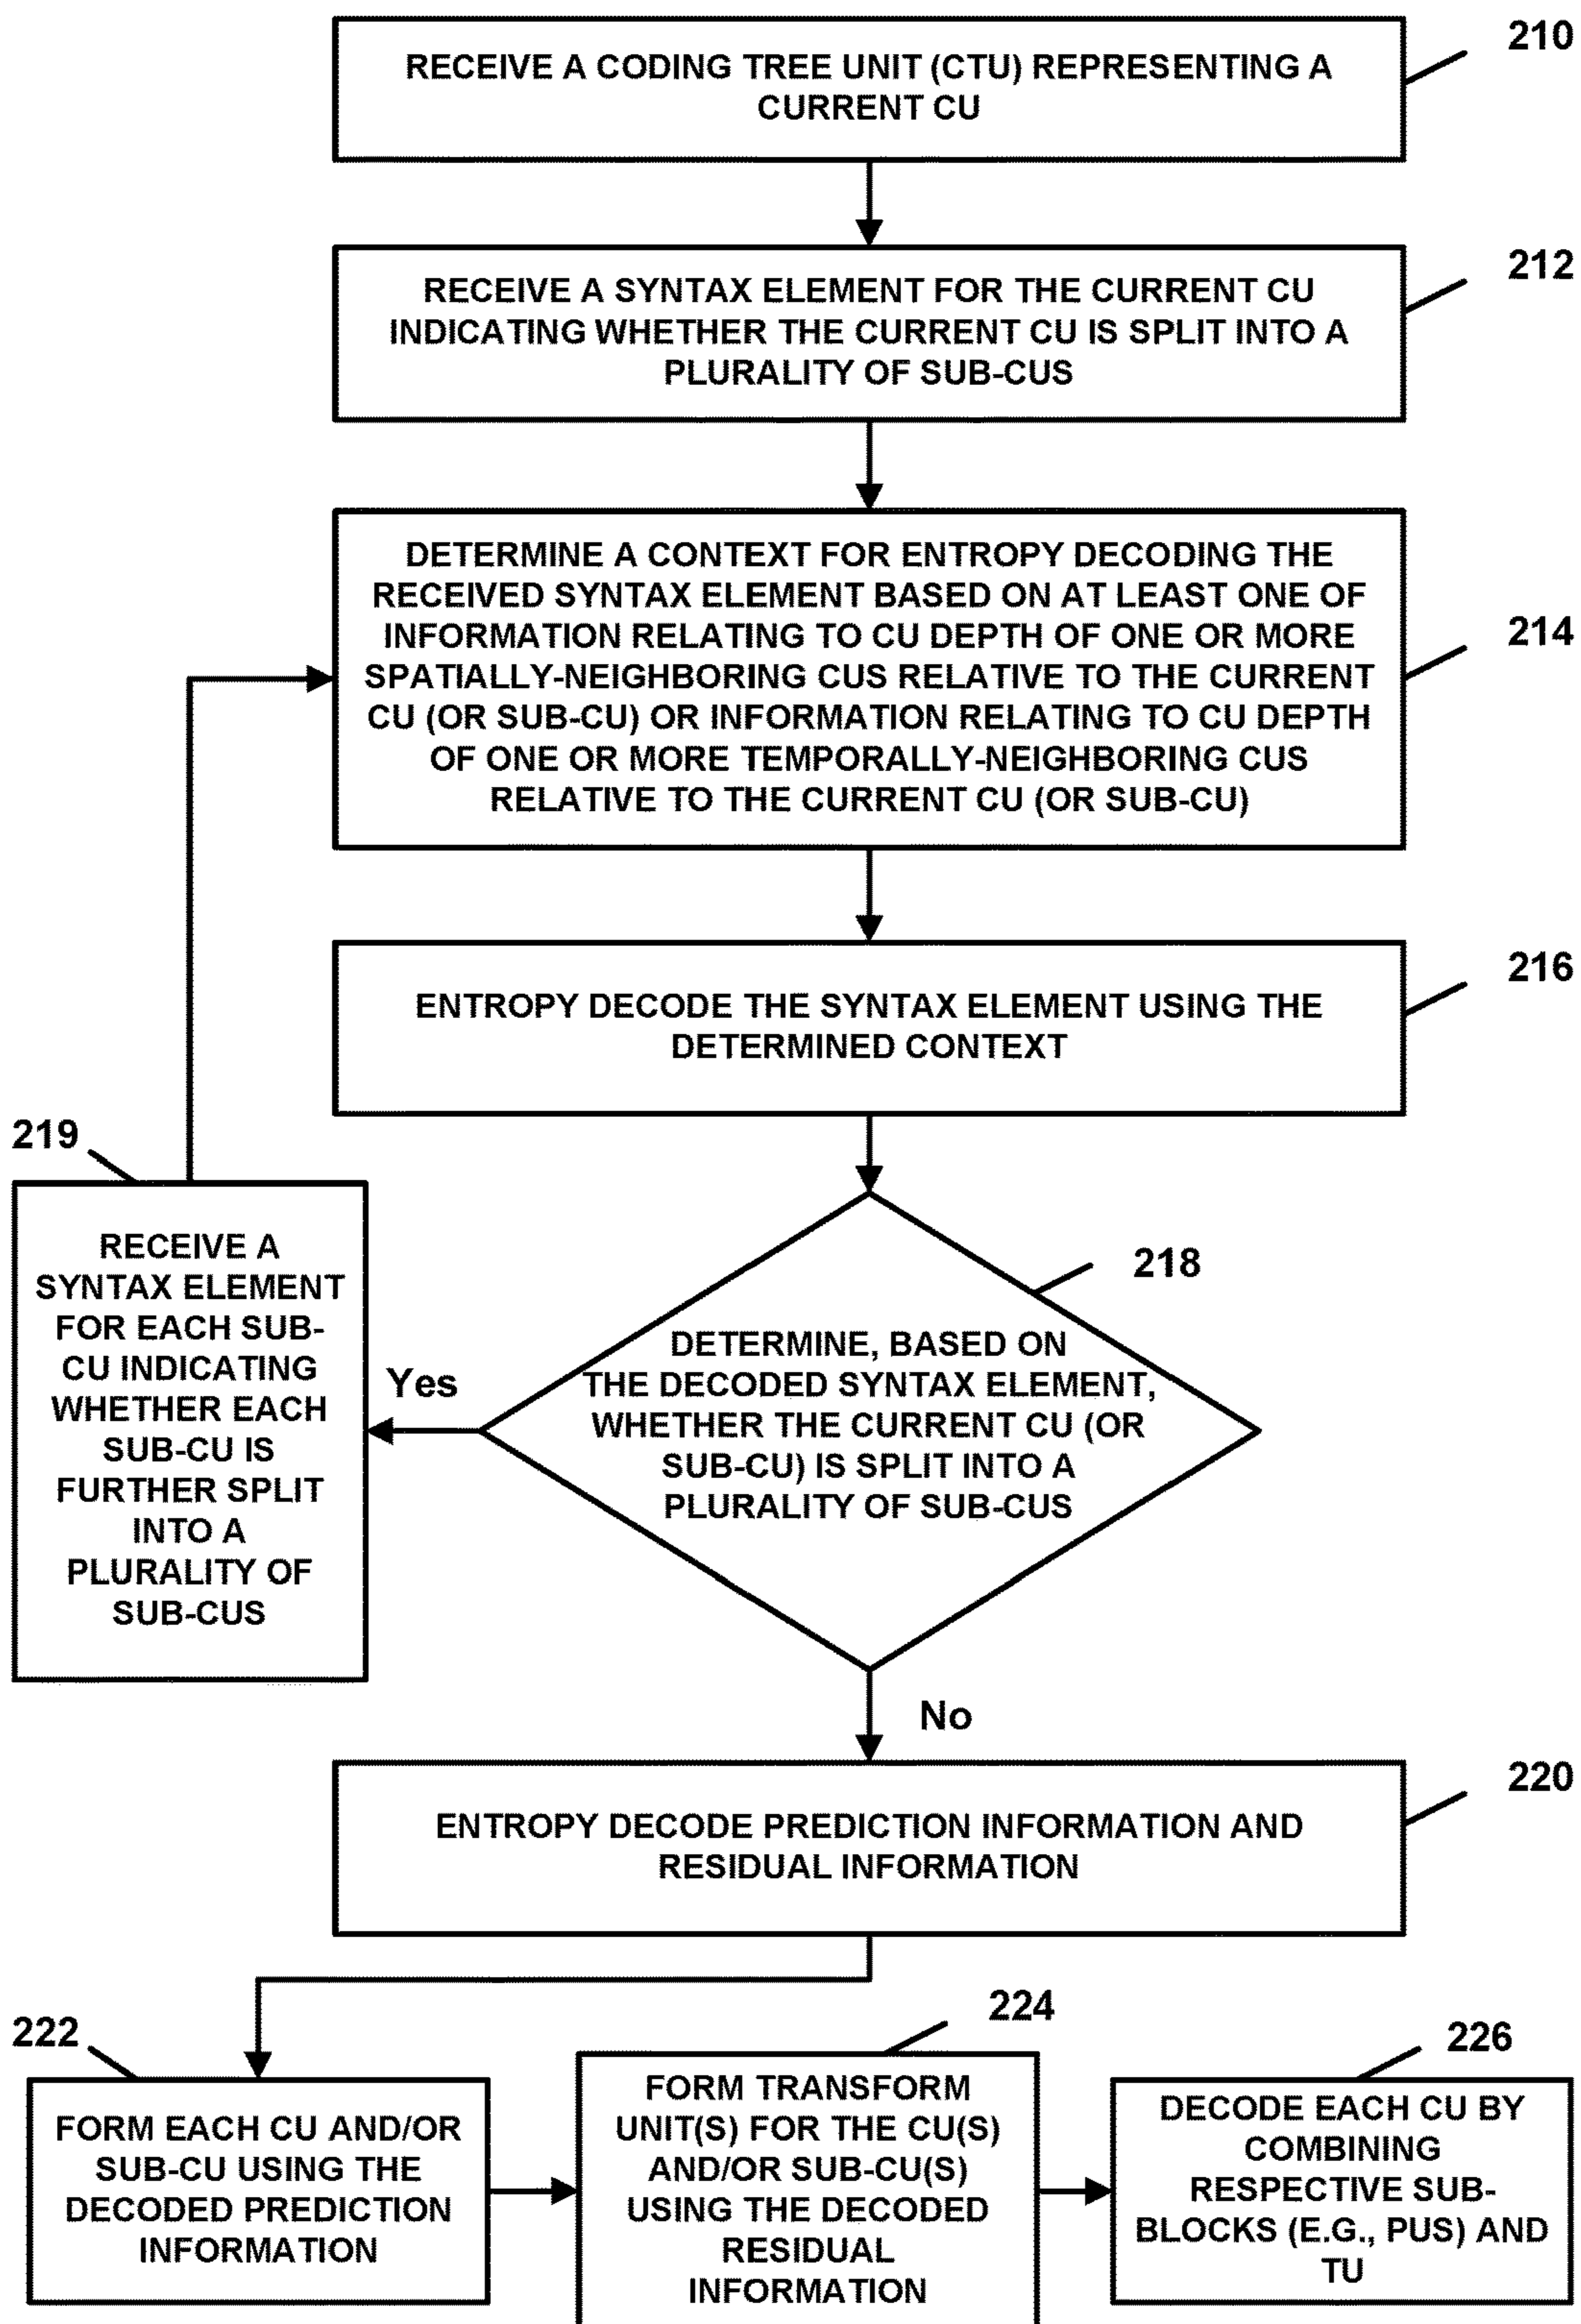 210
RECEIVE A CODING TREE UNIT (CTU) REPRESENTING A
CURRENT CU
212
RECEIVE A SYNTAX ELEMENT FOR THE CURRENT CU
INDICATING WHETHER THE CURRENT CU IS SPLIT INTO A
PLURALITY OF SUB-CUS
214
DETERMINE A CONTEXT FOR ENTROPY DECODING THE
RECEIVED SYNTAX ELEMENT BASED ON AT LEAST ONE OF
INFORMATION RELATING TO CU DEPTH OF ONE OR MORE
SPATIALLY-NEIGHBORING CUS RELATIVE TO THE CURRENT
CU (OR SUB-CU) OR INFORMATION RELATING TO CU DEPTH
OF ONE OR MORE TEMPORALLY-NEIGHBORING CUS
RELATIVE TO THE CURRENT CU (OR SUB-CU)
216
ENTROPY DECODE THE SYNTAX ELEMENT USING THE
DETERMINED CONTEXT
219
RECEIVE A
SYNTAX ELEMENT
FOR EACH SUB-
CU INDICATING
WHETHER EACH
SUB-CU IS
FURTHER SPLIT
INTO A
PLURALITY OF
SUB-CUS
Yes
218
DETERMINE, BASED ON
THE DECODED SYNTAX ELEMENT,
WHETHER THE CURRENT CU (OR
SUB-CU) IS SPLIT INTO A
PLURALITY OF SUB-CUS
No
220
ENTROPY DECODE PREDICTION INFORMATION AND
RESIDUAL INFORMATION
222
FORM EACH CU AND/OR
SUB-CU USING THE
DECODED PREDICTION
INFORMATION
224
FORM TRANSFORM
UNIT(S) FOR THE CU(S)
AND/OR SUB-CU(S)
USING THE DECODED
RESIDUAL
INFORMATION
226
DECODE EACH CU BY
COMBINING
RESPECTIVE SUB-
BLOCKS (E.G., PUS) AND
TU